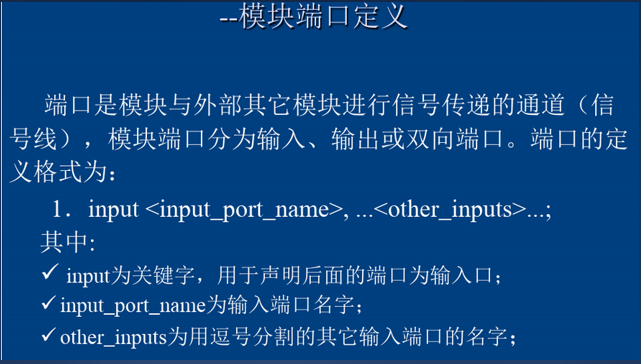 --模块端口定义
端口是模块与外部其它模块进行信号传递的通道（信
号线），模块端口分为输入、输出或双向端口。端口的定
义格式为：
1．input <input_port_name>, ...<other_inputs>...;
其中:
✓ input为关键字，用于声明后面的端口为输入口；
✓ input_port_name为输入端口名字；
✓ other_inputs为用逗号分割的其它输入端口的名字；